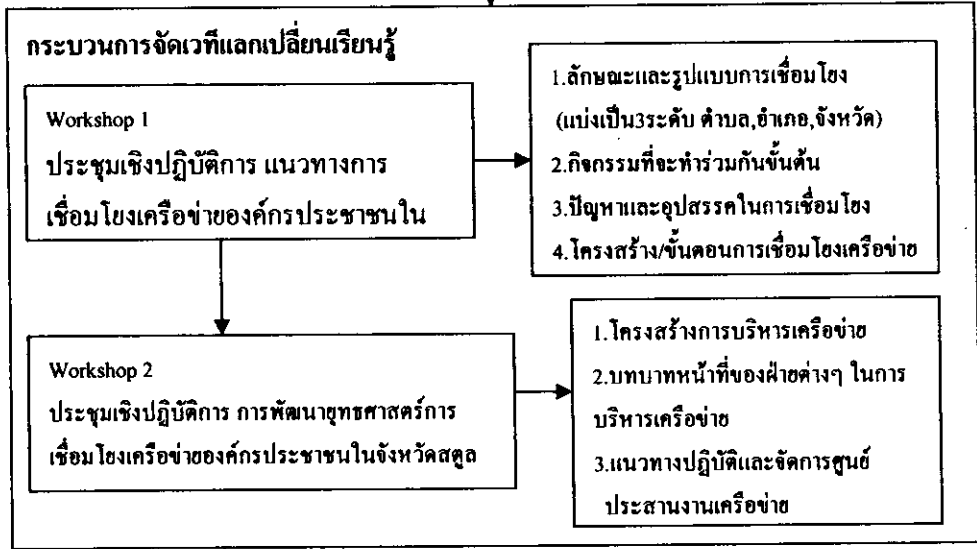 กระบวนการจัดเวทีแลกเปลี่ยนเรียนรู้
Workshop 1
ประชุมเชิงปฏิบัติการ แนวทางการ
เชื่อมโยงเครือข่ายองค์กรประชาชนใน
1.ลักษณะและรูปแบบการเชื่อมโยง
(แบ่งเป็น3ระดับ ตำบล,อำเภอ,จังหวัด)
2.กิจกรรมที่จะทำร่วมกันขั้นต้น
3.ปัญหาและอุปสรรคในการเชื่อมโยง
4.โครงสร้าง/ขั้นตอนการเชื่อมโยงเครือข่าย
Workshop 2
ประชุมเชิงปฏิบัติการ การพัฒนายุทธศาสตร์การ
เชื่อมโยงเครือข่ายองค์กรประชาชนในจังหวัดสตูล
1.โครงสร้างการบริหารเครือข่าย
2.บทบาทหน้าที่ของฝ่ายต่างๆ ในการ
บริหารเครือข่าย
3.แนวทางปฏิบัติและจัดการศูนย์
ประสานงานเครือข่าย